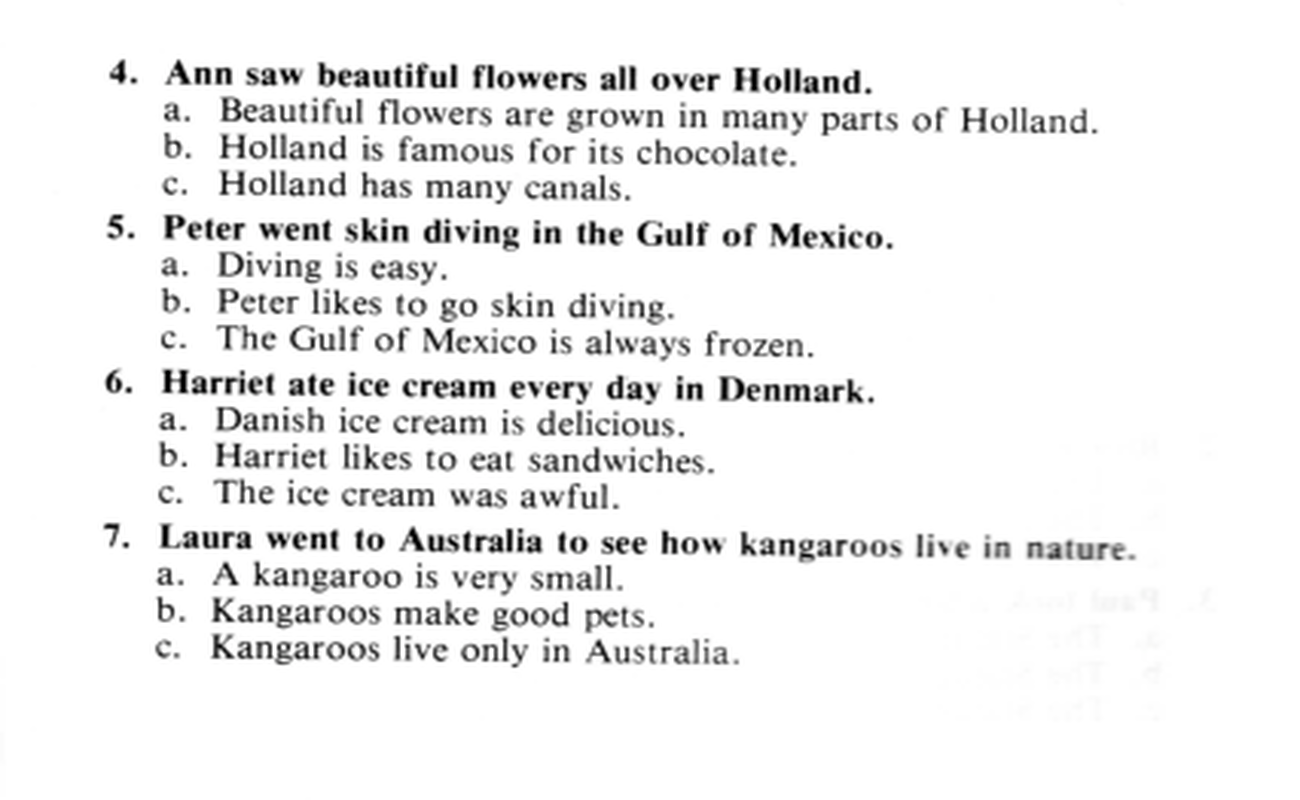 4. Ann saw beautiful flowers all over Holland.
a. Beautiful flowers are grown in many parts of Holland.
b. Holland is famous for its chocolate.
c. Holland has many canals.
5. Peter went skin diving in the Gulf of Mexico.
a. Diving is easy.
b. Peter likes to go skin diving.
c. The Gulf of Mexico is always frozen.
6. Harriet ate ice cream every day in Denmark.
a. Danish ice cream is delicious.
b. Harriet likes to eat sandwiches.
c. The ice cream was awful.
7. Laura went to Australia to see how kangaroos live in nature.
a. A kangaroo is very small.
b. Kangaroos make good pets.
c. Kangaroos live only in Australia.